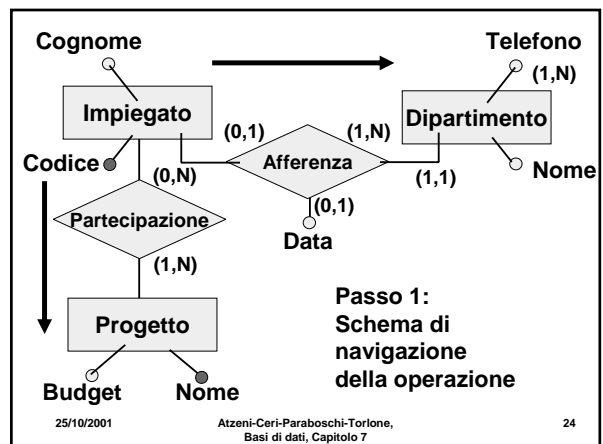 Cognome
Telefono
(1,N)
Impiegato
Dipartimento
(0,1)
(1,N)
Afferenza
Codice
(0,N)
(1,1)
Nome
Partecipazione
(0,1)
Data
(1,N)
Progetto
Passo 1:
Schema di
navigazione
della operazione
Budget
Nome
25/10/2001
Atzeni-Ceri-Paraboschi-Torlone,
Basi di dati, Capitolo 7
24